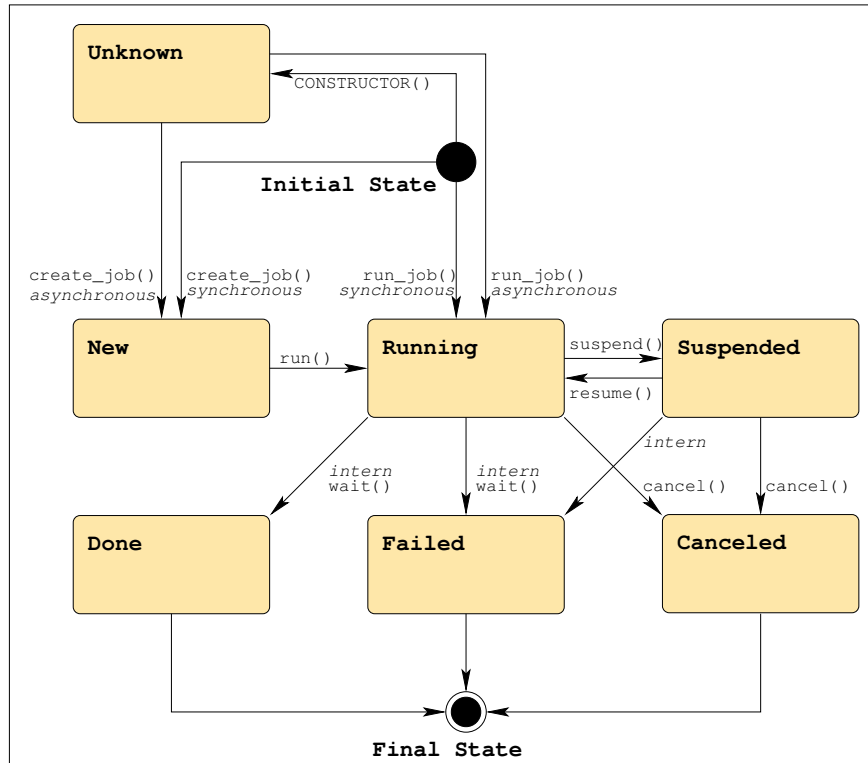 Unknown
CONSTRUCTOR()
Initial State
create_job()
asynchronous
create_job()
synchronous
run_job()
synchronous
run_job()
asynchronous
New
run()
Running
suspend()
resume()
Suspended
intern
wait()
intern
wait()
intern
cancel()
cancel()
Done
Failed
Canceled
Final State